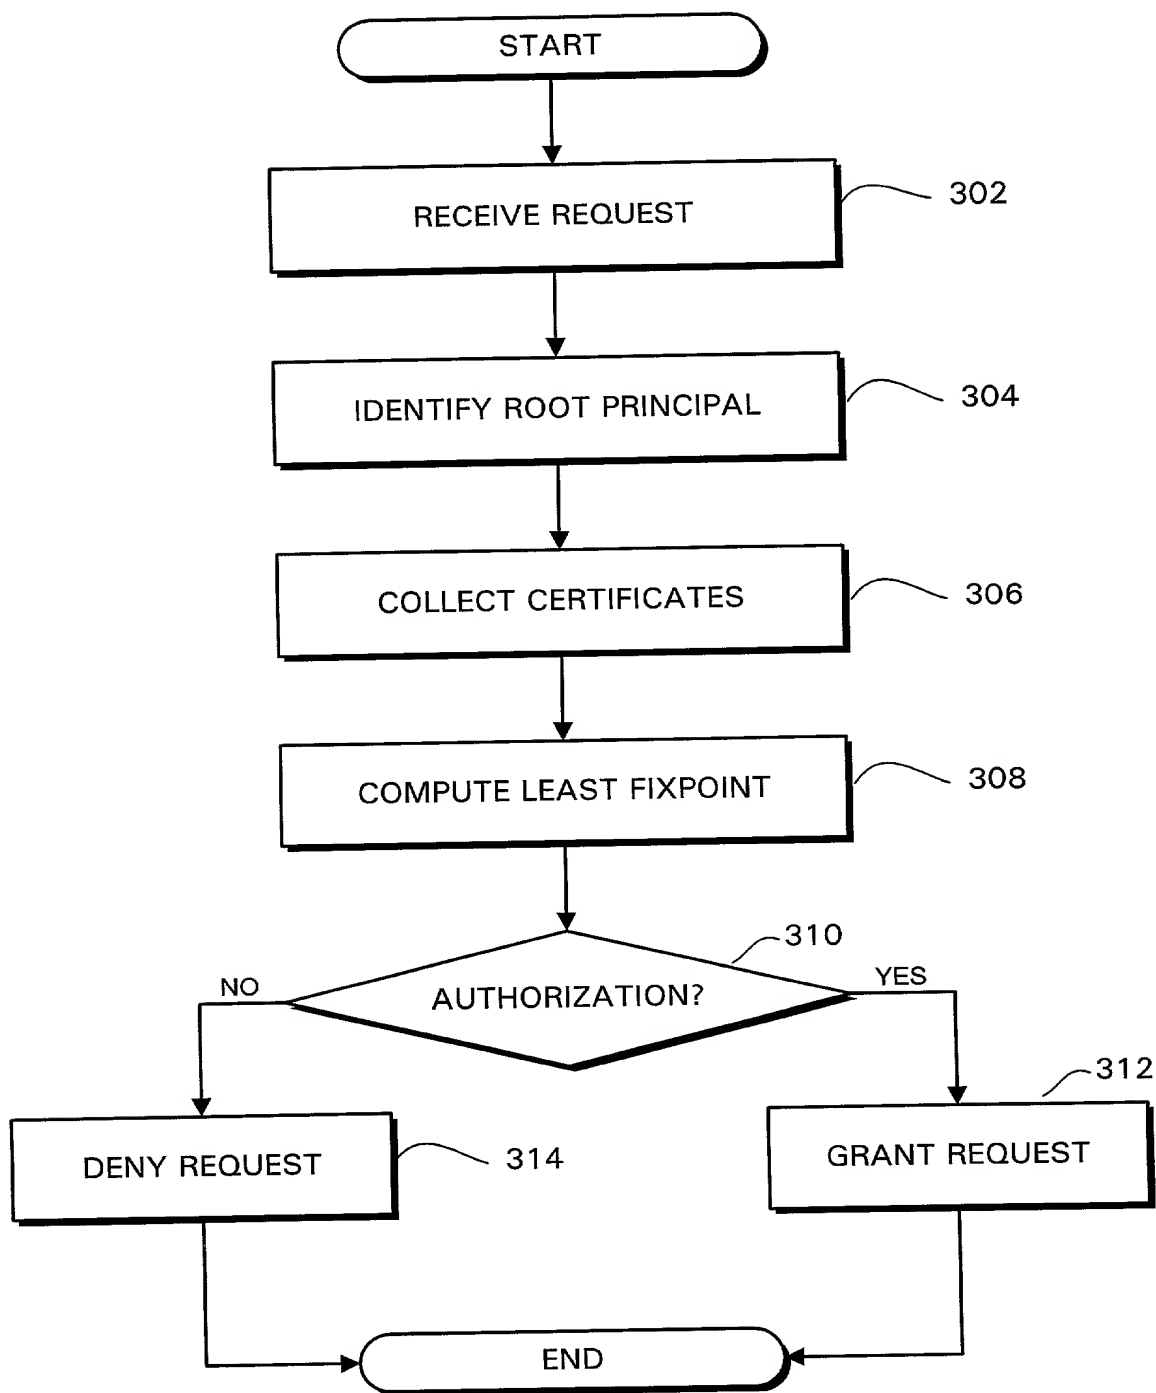 START
RECEIVE REQUEST
302
IDENTIFY ROOT PRINCIPAL
304
COLLECT CERTIFICATES
306
COMPUTE LEAST FIXPOINT
308
310
NO
AUTHORIZATION?
YES
312
DENY REQUEST
314
GRANT REQUEST
END